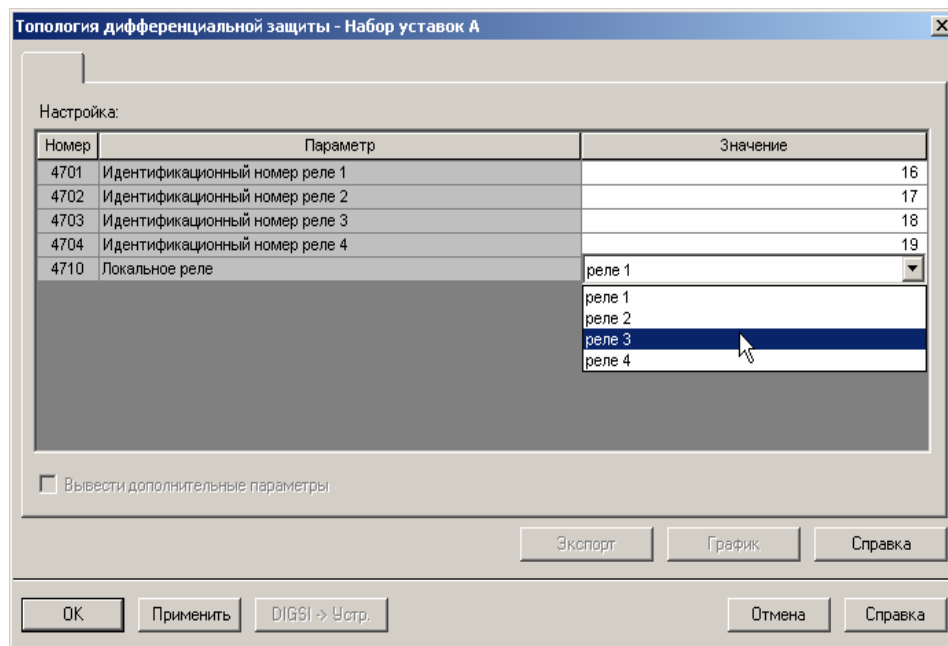 Топология дифференциальной защиты - Набор уставок А
Настройка:
Номер Параметр Значение
4701 Идентификационный номер реле 1 16
4702 Идентификационный номер реле 2 17
4703 Идентификационный номер реле 3 18
4704 Идентификационный номер реле 4 19
4710 Локальное реле реле 1
реле 1
реле 2
реле 3
реле 4
Вывести дополнительные параметры
Экспорт График Справка
OK Применить DIGSI -> Устр. Отмена Справка